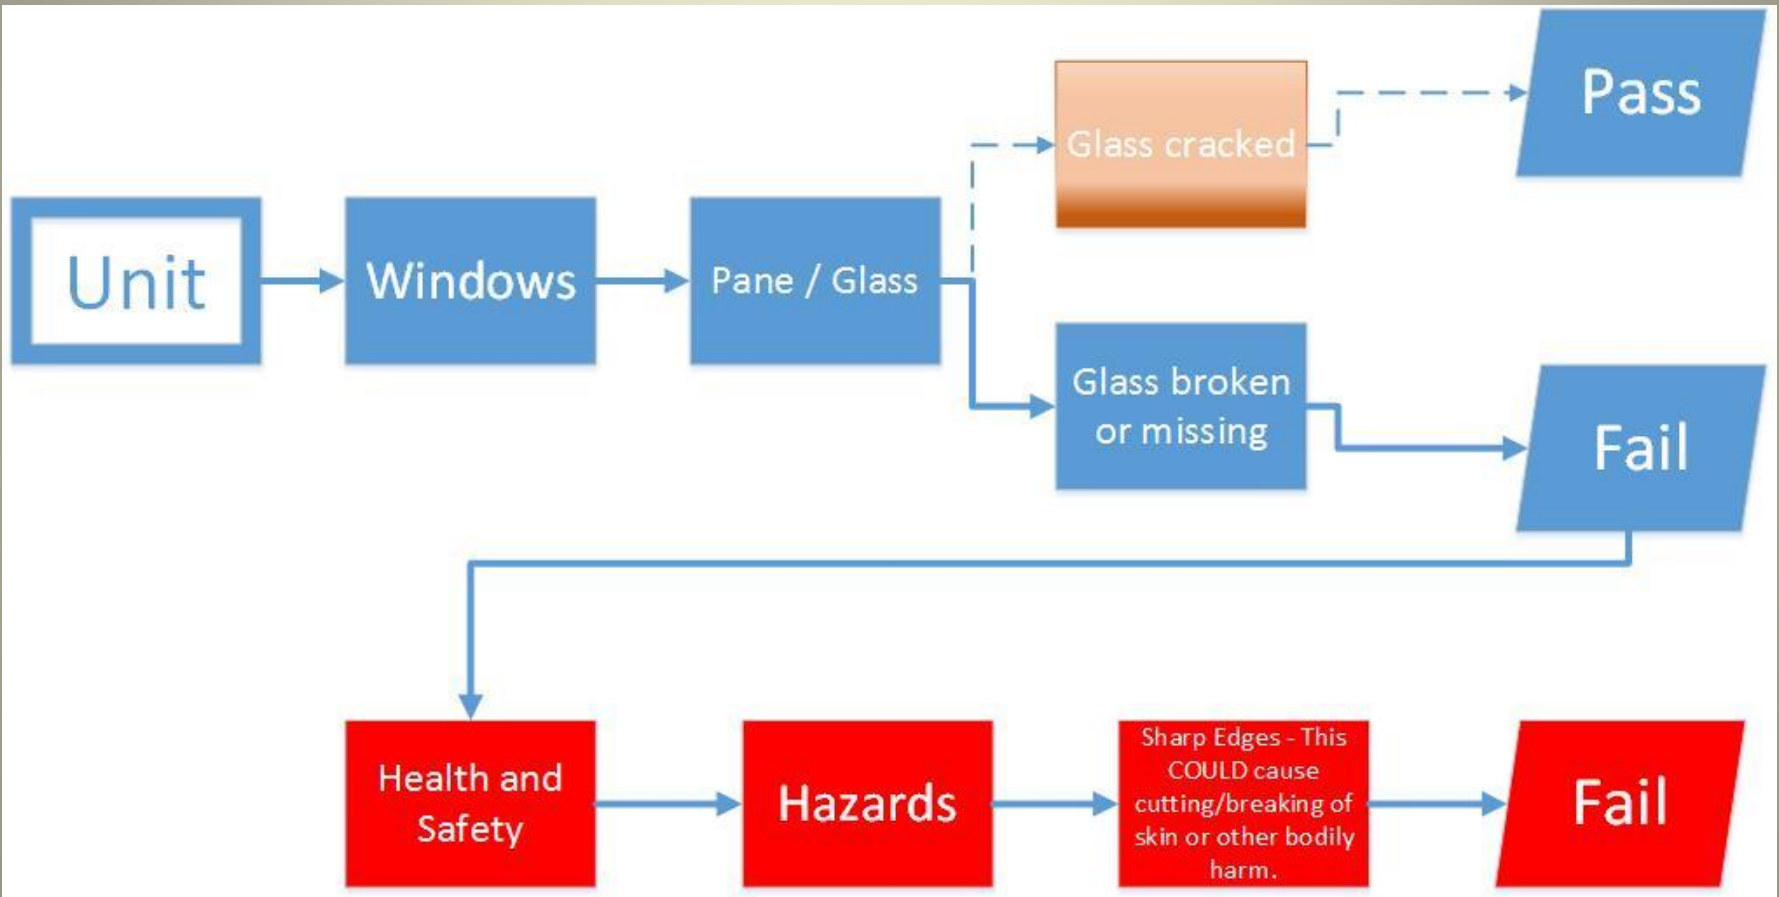 Unit
Windows
Pane / Glass
Glass cracked
Pass
Glass broken
or missing
Fail
Health and
Safety
Hazards
Sharp Edges - This
COULD cause
cutting/breaking of
skin or other bodily
harm.
Fail